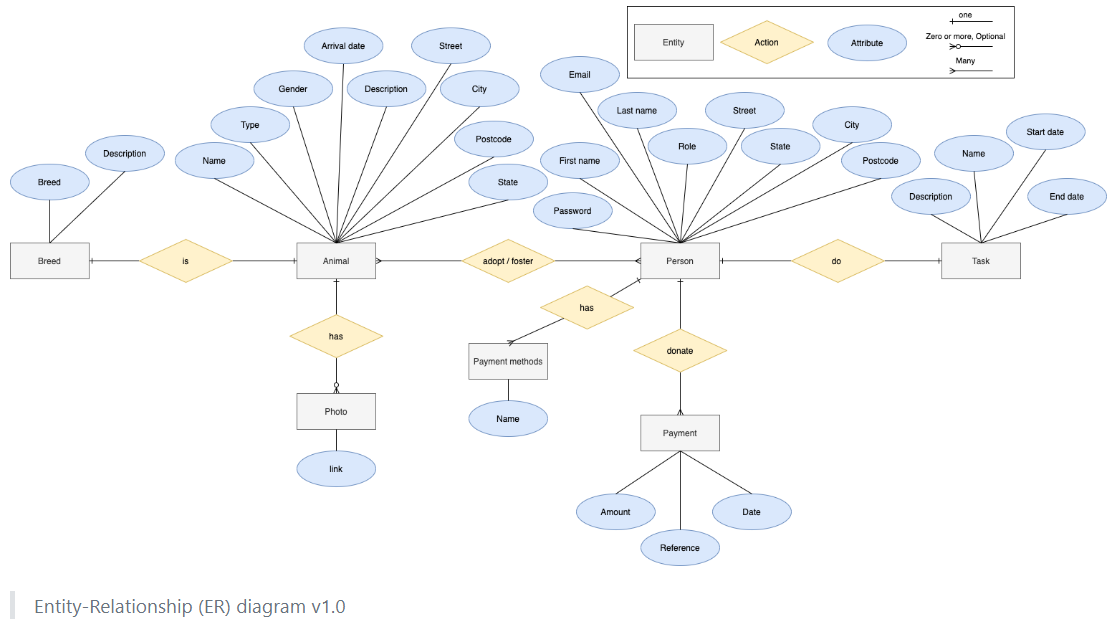 one
Entity
Action
Attribute
Zero or more, Optional
Many
Arrival date
Street
Gender
Description
City
Type
Postcode
Name
State
Breed
Description
Email
Last name
Street
City
Role
State
Postcode
First name
Password
Name
Start date
Description
End date
Breed
is
Animal
adopt / foster
Person
do
Task
has
has
donate
Payment methods
Photo
Name
Payment
link
Amount
Date
Reference
Entity-Relationship (ER) diagram v1.0